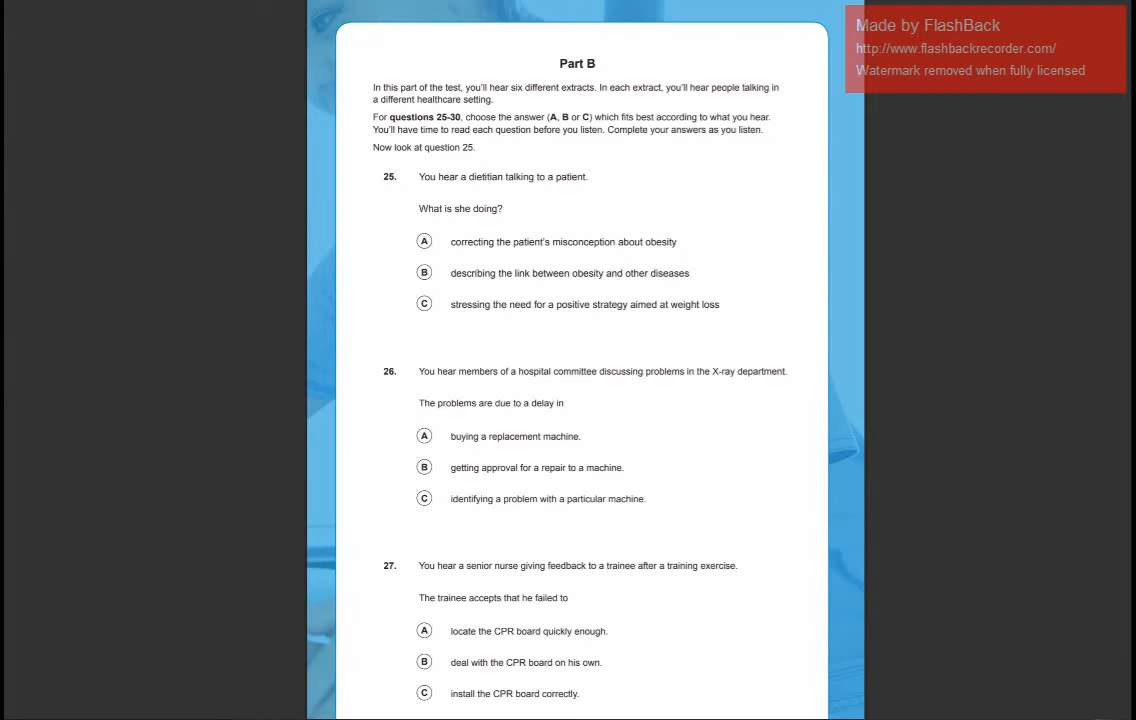 Made by FlashBack
http://www.flashbackrecorder.com/
Watermark removed when fully licensed
Part B
In this part of the test, you'll hear six different extracts. In each extract, you'll hear people talking in
a different healthcare setting.
For questions 25-30, choose the answer (A, B or C) which fits best according to what you hear.
You'll have time to read each question before you listen. Complete your answers as you listen.
Now look at question 25.
25. You hear a dietitian talking to a patient.
What is she doing?
A correcting the patient's misconception about obesity
B describing the link between obesity and other diseases
C stressing the need for a positive strategy aimed at weight loss
26. You hear members of a hospital committee discussing problems in the X-ray department.
The problems are due to a delay in
A buying a replacement machine.
B getting approval for a repair to a machine.
C identifying a problem with a particular machine.
27. You hear a senior nurse giving feedback to a trainee after a training exercise.
The trainee accepts that he failed to
A locate the CPR board quickly enough.
B deal with the CPR board on his own.
C install the CPR board correctly.